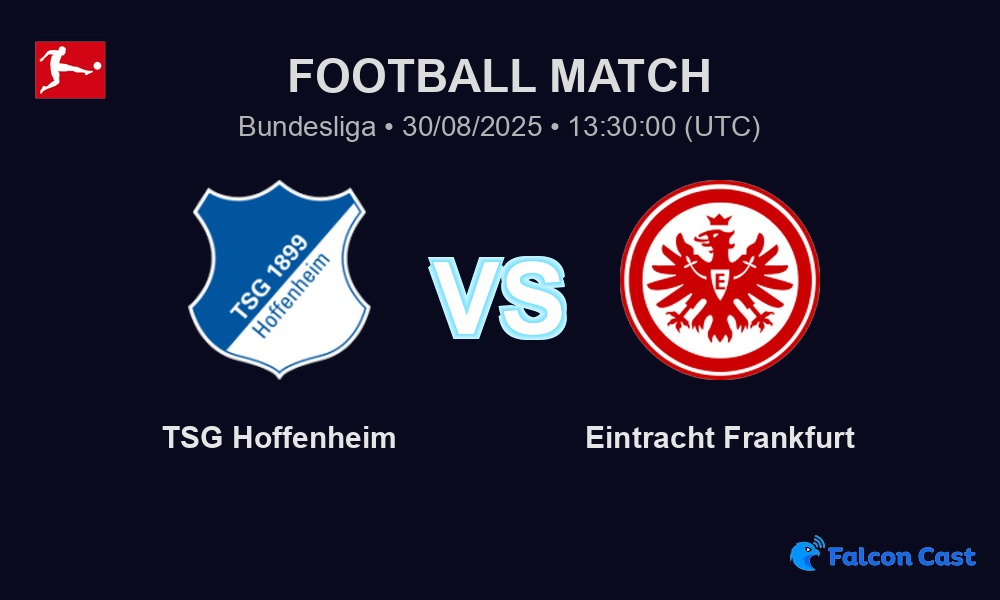 FOOTBALL MATCH
Bundesliga • 30/08/2025 • 13:30:00 (UTC)
TSG 1899
Hoffenheim
VS
E
TSG Hoffenheim
Eintracht Frankfurt
Falcon Cast